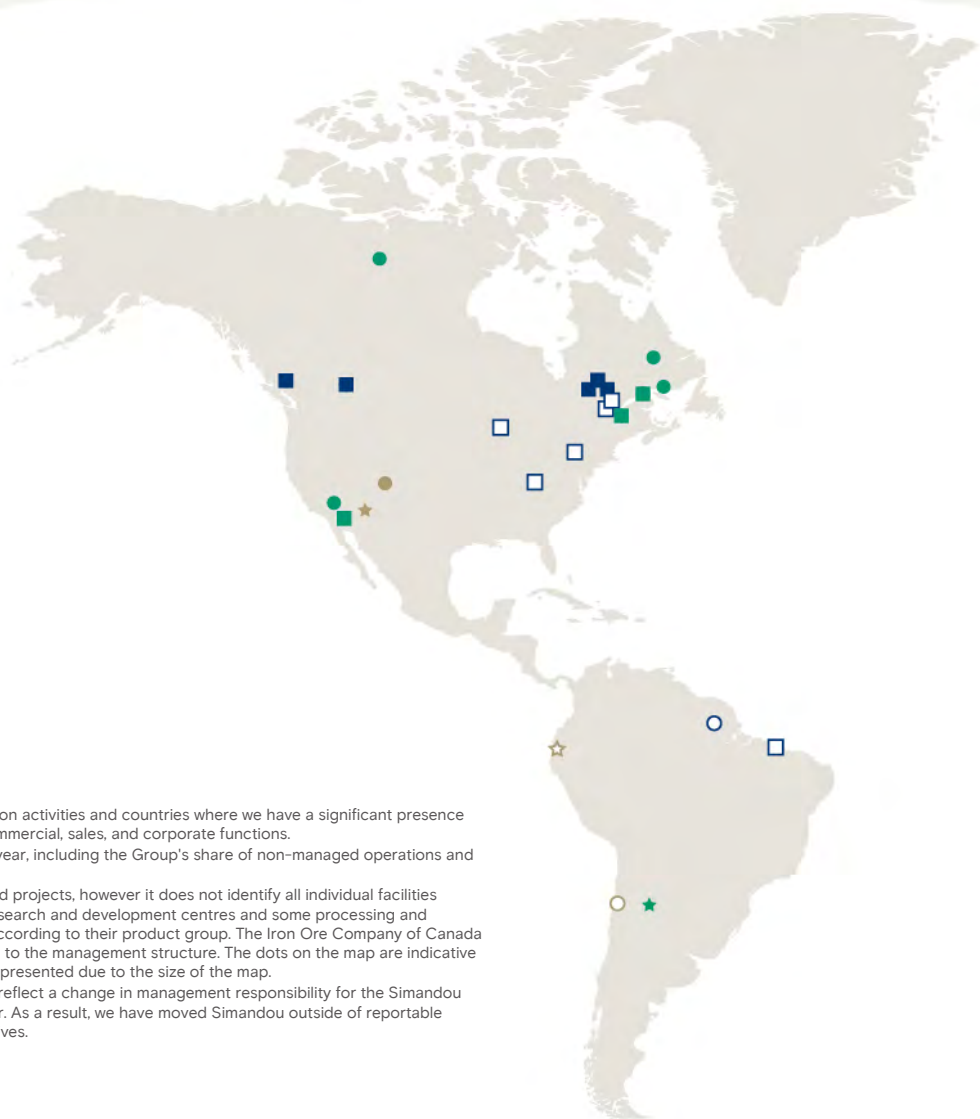 on activities and countries where we have a significant presence
mmercial, sales, and corporate functions.
year, including the Group's share of non-managed operations and
d projects, however it does not identify all individual facilities
search and development centres and some processing and
according to their product group. The Iron Ore Company of Canada
to the management structure. The dots on the map are indicative
presented due to the size of the map.
reflect a change in management responsibility for the Simandou
r. As a result, we have moved Simandou outside of reportable
ves.